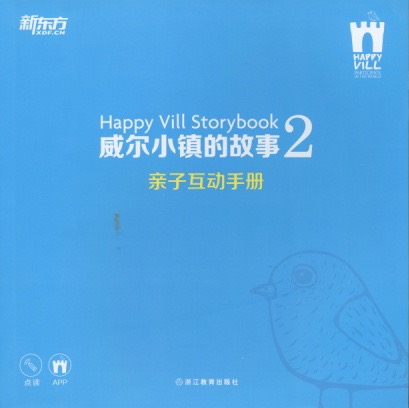 新东方
XDF.CN
HAPPY
VILL
Happy Vill Storybook
威尔小镇的故事2
亲子互动手册
点读
APP
浙江教育出版社